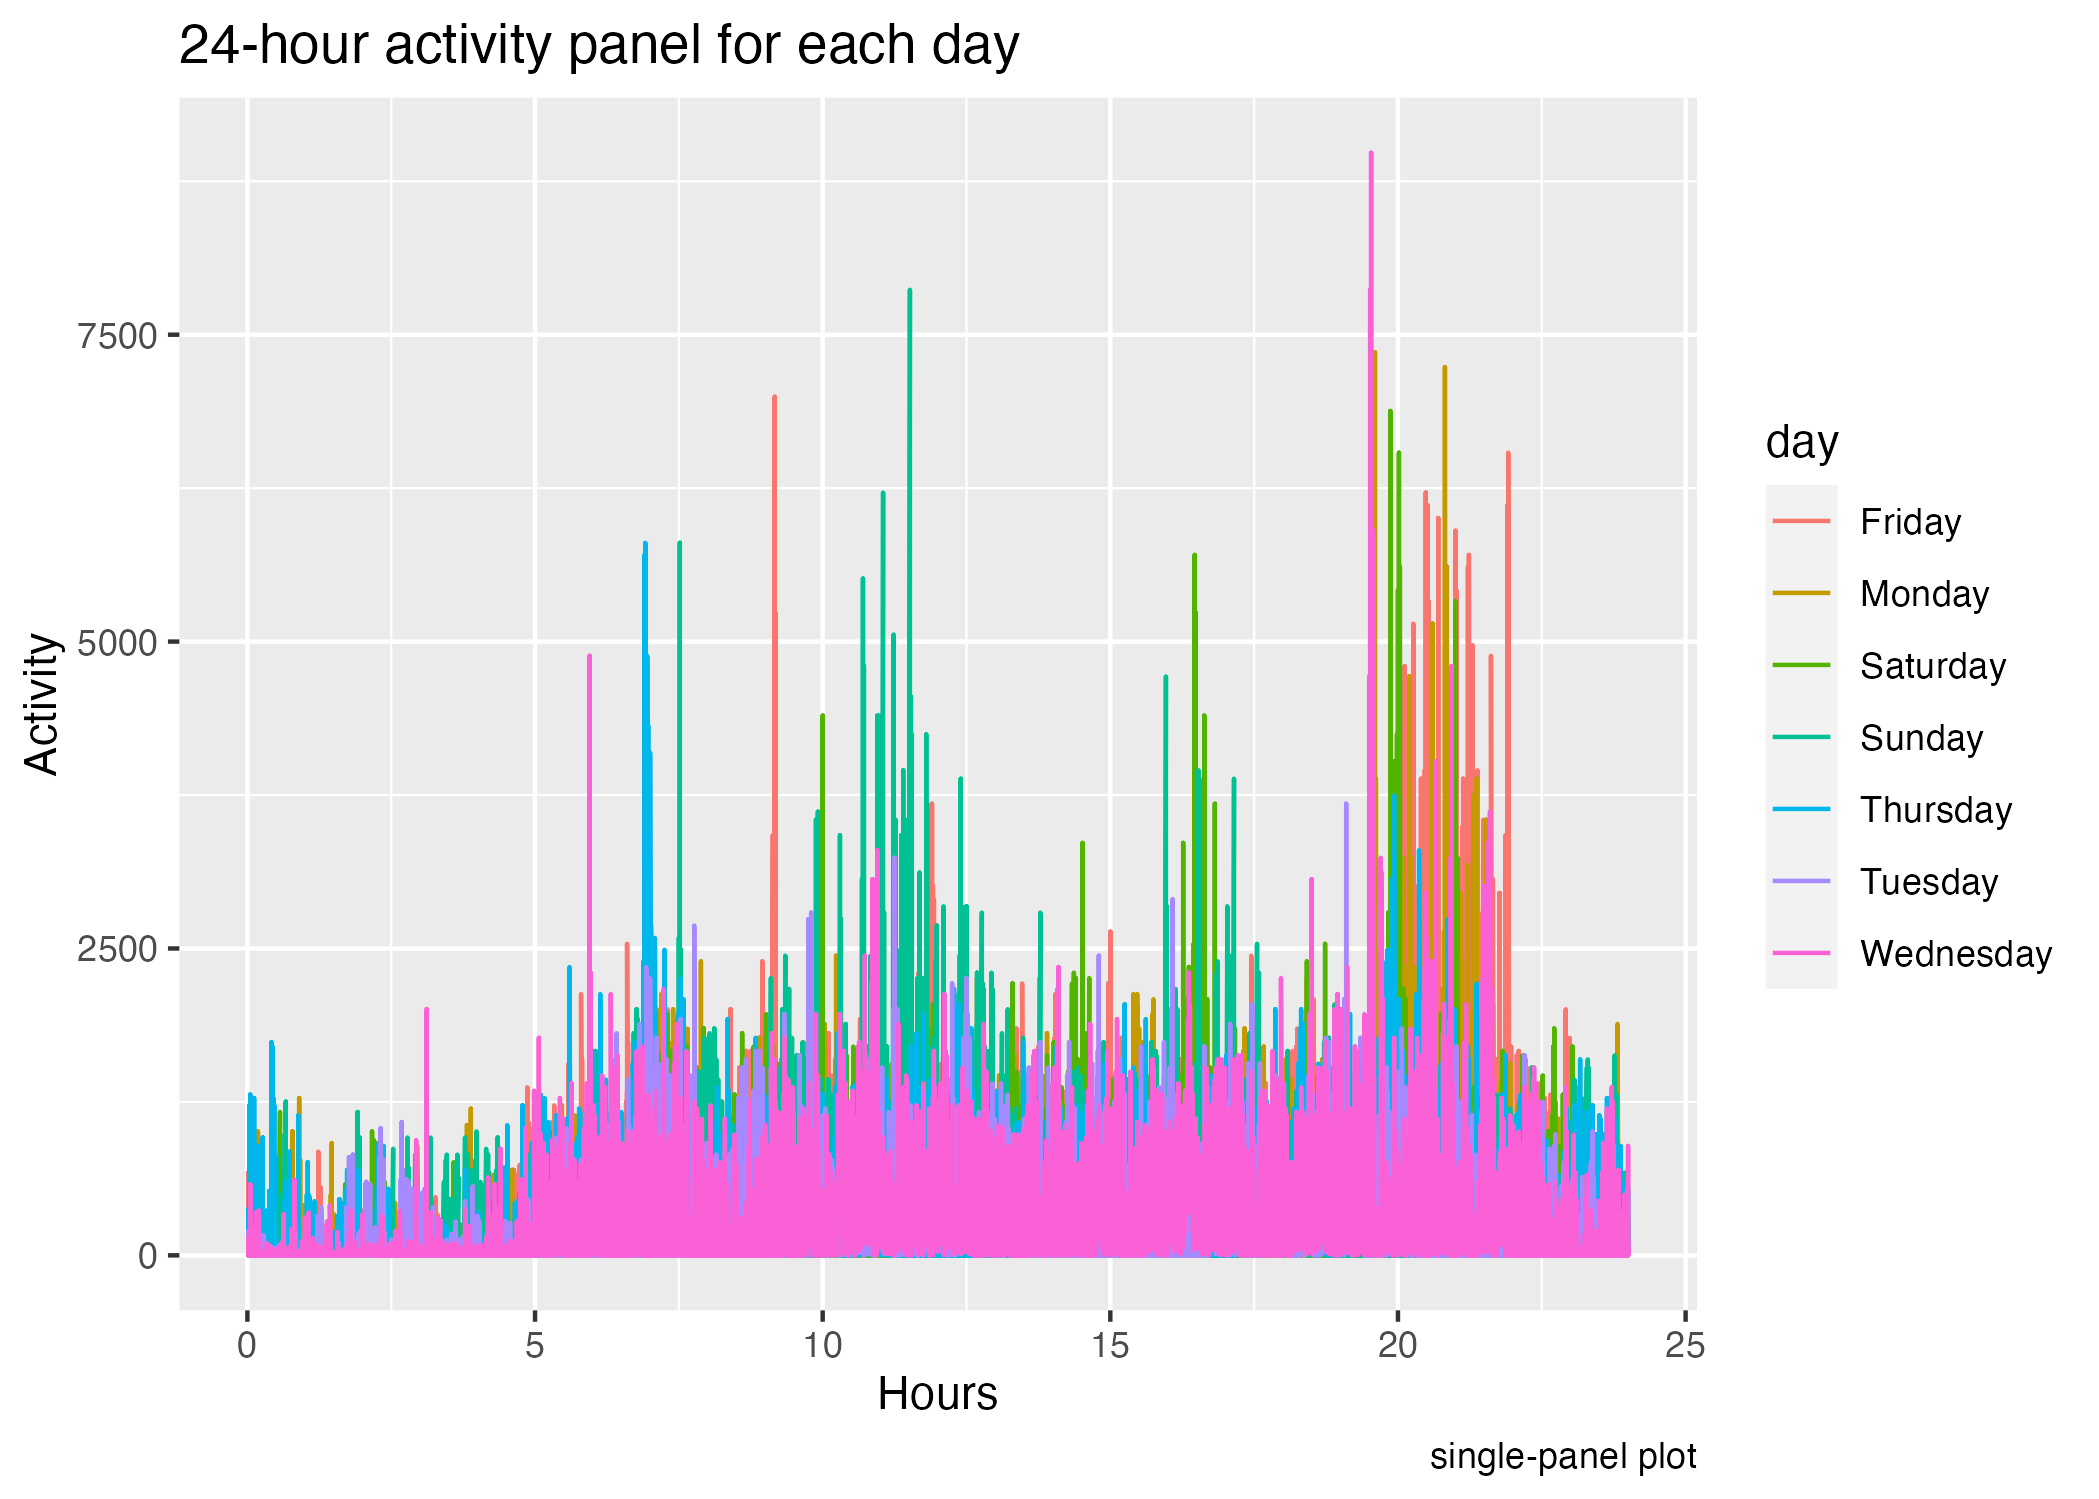 24-hour activity panel for each day
Activity
7500
5000
2500
0
0 5 10 15 20 25
Hours
day
Friday
Monday
Saturday
Sunday
Thursday
Tuesday
Wednesday
single-panel plot